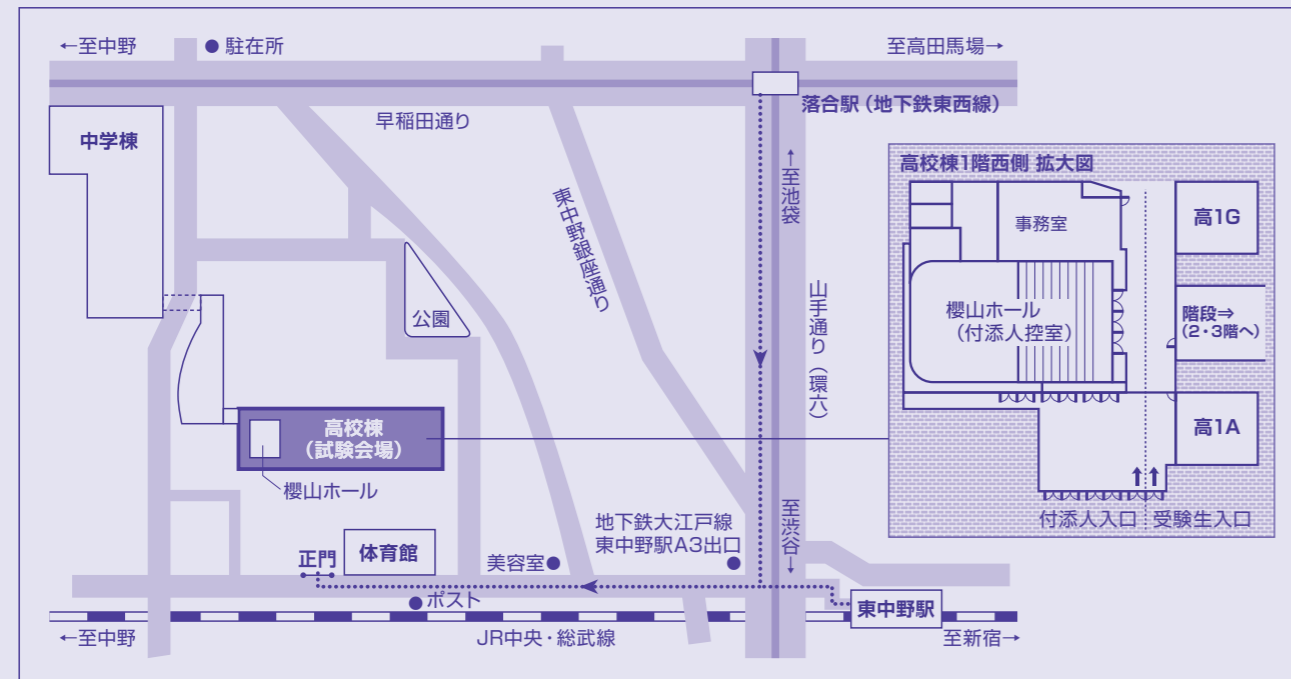 ←至中野
駐在所
至高田馬場→
落合駅（地下鉄東西線）
早稲田通り
中学棟
東中野銀座通り
←至池袋
山手通り（環六）
公園
高校棟
（試験会場）
櫻山ホール
正門
体育館
美容室
地下鉄大江戸線
東中野駅A3出口
至渋谷→
ポスト
東中野駅
←至中野
JR中央・総武線
至新宿→
高校棟1階西側 拡大図
事務室
高1G
櫻山ホール
（付添人控室）
階段⇒
（2・3階へ）
高1A
付添人入口
受験生入口